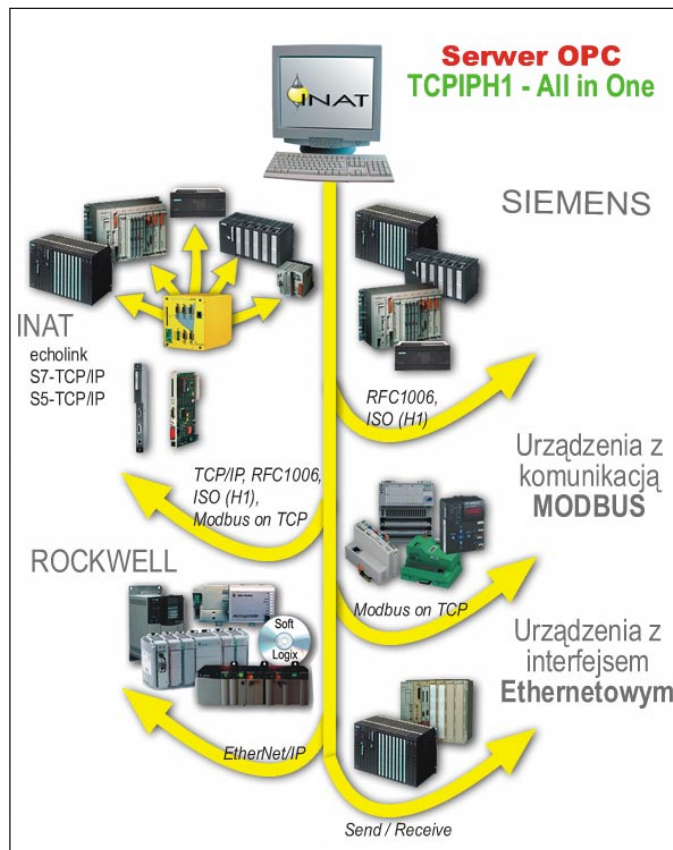 Serwer OPC
TCPIPH1 - All in One
INAT
SIEMENS
INAT
echolink
S7-TCP/IP
S5-TCP/IP
RFC1006,
ISO (H1)
TCP/IP, RFC1006,
ISO (H1),
Modbus on TCP
Urządzenia z
komunikacją
MODBUS
ROCKWELL
Soft
Logix
Modbus on TCP
Urządzenia z
interfejsem
Ethernetowym
EtherNet/IP
Send / Receive